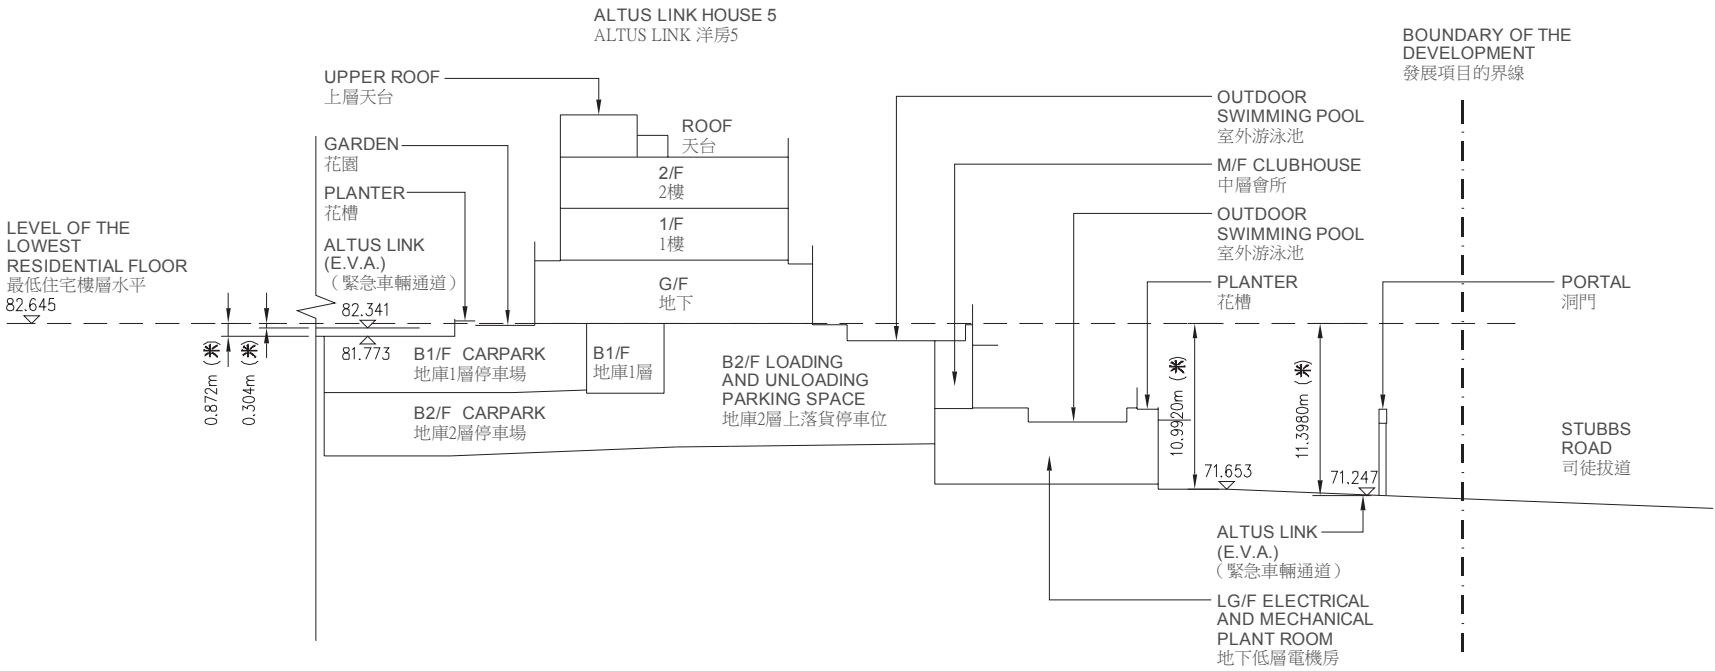 ALTUS LINK HOUSE 5
ALTUS LINK 洋房5
BOUNDARY OF THE
DEVELOPMENT
發展項目的界線
UPPER ROOF
上層天台
ROOF
天台
GARDEN
花園
2/F
2樓
PLANTER
花槽
1/F
1樓
LEVEL OF THE
LOWEST
RESIDENTIAL FLOOR
最低住宅樓層水平
82.645
ALTUS LINK
(E.V.A.)
（緊急車輛通道）
82.341
81.773
G/F
地下
0.872m (米)
0.304m (米)
B1/F CARPARK
地庫1層停車場
B1/F
地庫1層
B2/F CARPARK
地庫2層停車場
B2/F LOADING
AND UNLOADING
PARKING SPACE
地庫2層上落貨停車位
OUTDOOR
SWIMMING POOL
室外游泳池
M/F CLUBHOUSE
中層會所
OUTDOOR
SWIMMING POOL
室外游泳池
PLANTER
花槽
PORTAL
洞門
10.9920m (米)
11.3980m (米)
71.653
71.247
STUBBS
ROAD
司徒拔道
ALTUS LINK
(E.V.A.)
（緊急車輛通道）
LG/F ELECTRICAL
AND MECHANICAL
PLANT ROOM
地下低層電機房